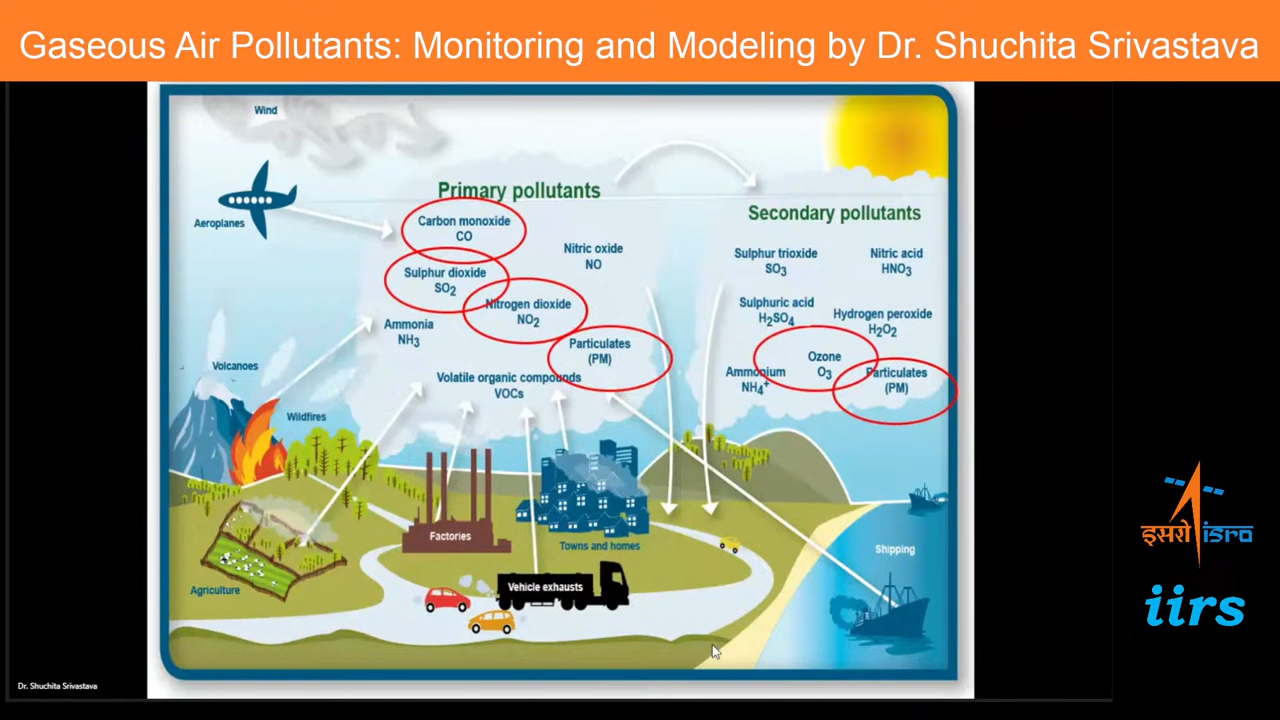 Gaseous Air Pollutants: Monitoring and Modeling by Dr. Shuchita Srivastava
Wind
Aeroplanes
Primary pollutants
Carbon monoxide
CO
Sulphur dioxide
SO₂
Nitric oxide
NO
Nitrogen dioxide
NO₂
Ammonia
NH₃
Particulates
(PM)
Volatile organic compounds
VOCs
Secondary pollutants
Sulphur trioxide
SO₃
Nitric acid
HNO₃
Sulphuric acid
H₂SO₄
Hydrogen peroxide
H₂O₂
Ozone
O₃
Ammonium
NH₄⁺
Particulates
(PM)
Volcanoes
Wildfires
Agriculture
Factories
Towns and homes
Vehicle exhausts
Shipping
इसरो isro
iirs
Dr. Shuchita Srivastava